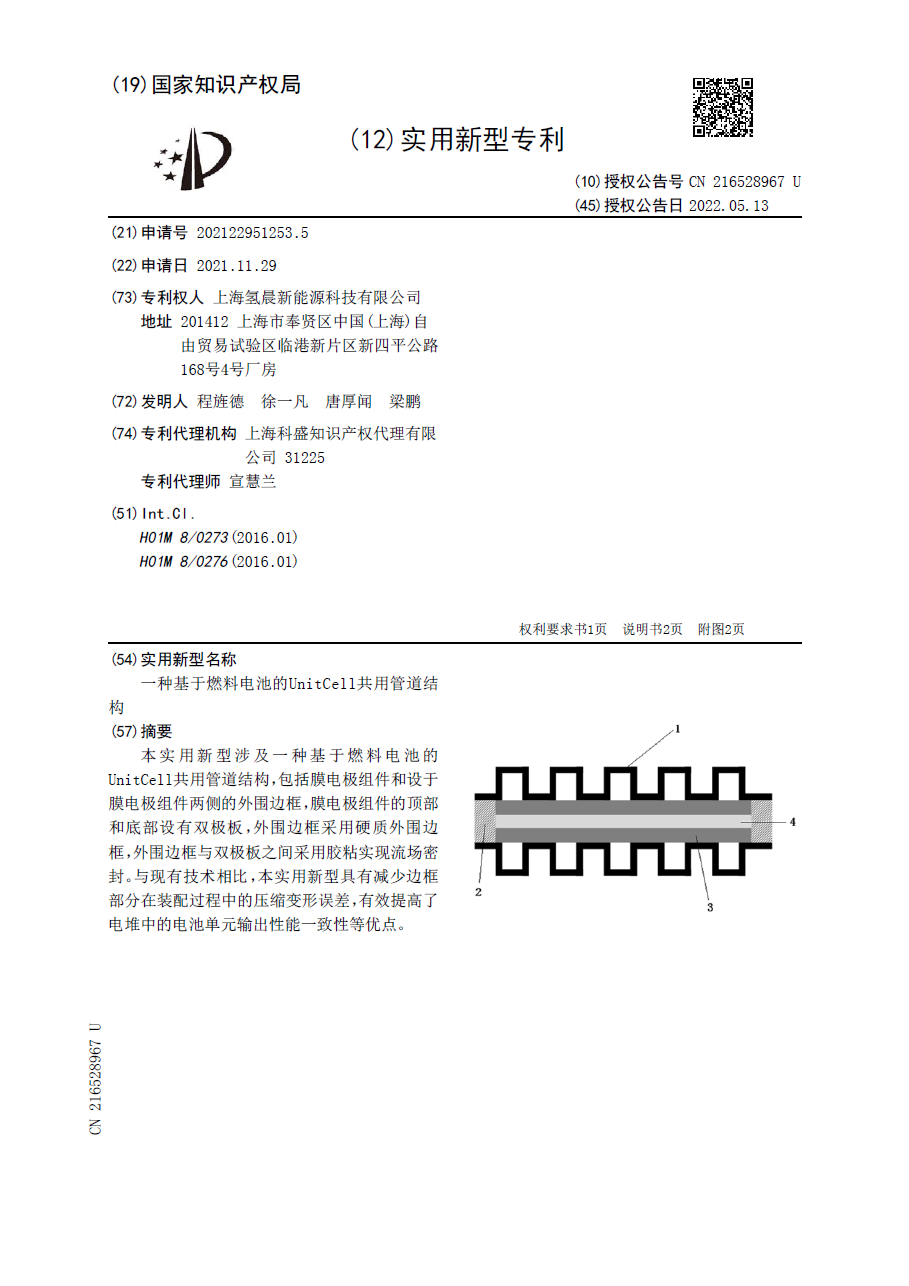 (19)国家知识产权局
(12)实用新型专利
(10)授权公告号 CN 216528967 U
(45)授权公告日 2022.05.13
(21)申请号 202122951253.5
(22)申请日 2021.11.29
(73)专利权人 上海氢晨新能源科技有限公司
地址 201412 上海市奉贤区中国(上海)自
由贸易试验区临港新片区新四平公路
168号4号厂房
(72)发明人 程旌德 徐一凡 唐厚闻 梁鹏
(74)专利代理机构 上海科盛知识产权代理有限
公司 31225
专利代理师 宣慧兰
(51)Int.Cl.
H01M 8/0273(2016.01)
H01M 8/0276(2016.01)
权利要求书1页 说明书2页 附图2页
(54)实用新型名称
一种基于燃料电池的UnitCell共用管道结
构
(57)摘要
本实用新型涉及一种基于燃料电池的
UnitCell共用管道结构,包括膜电极组件和设于
膜电极组件两侧的外围边框,膜电极组件的顶部
和底部设有双极板,外围边框采用硬质外围边
框,外围边框与双极板之间采用胶粘实现流场密
封。与现有技术相比,本实用新型具有减少边框
部分在装配过程中的压缩变形误差,有效提高了
电堆中的电池单元输出性能一致性等优点。
1
4
2
3
CN 216528967 U